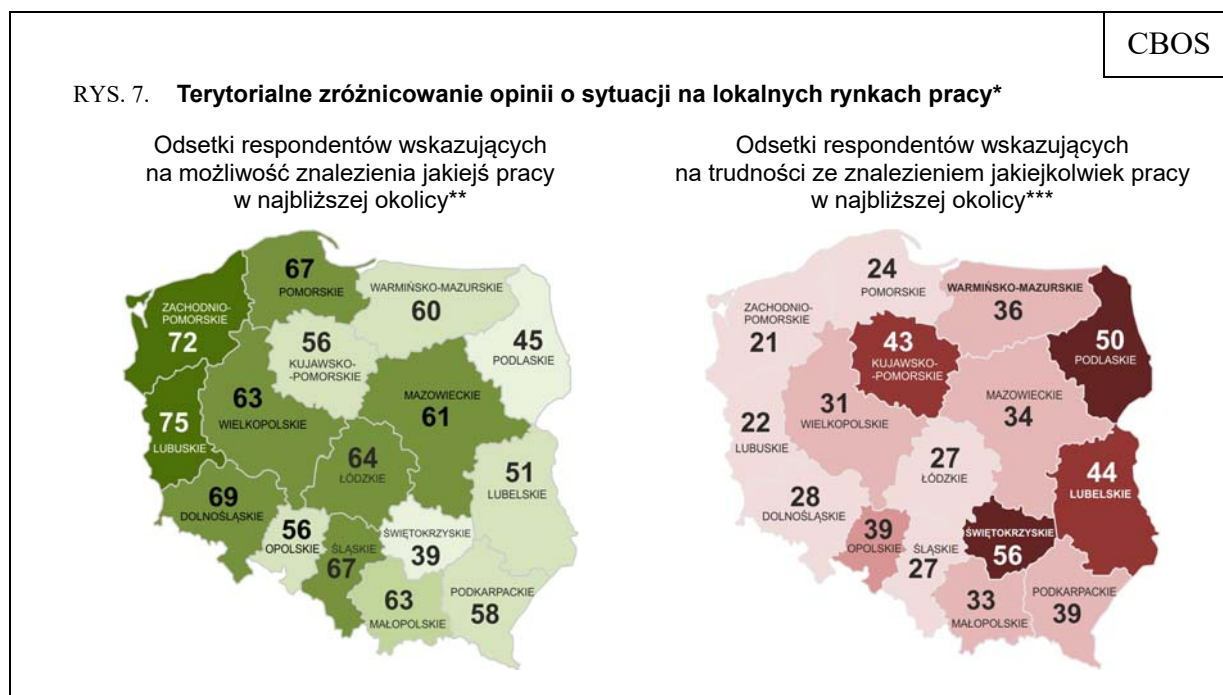 CBOS
RYS. 7. Terytorialne zróżnicowanie opinii o sytuacji na lokalnych rynkach pracy*
Odsetki respondentów wskazujących
na możliwość znalezienia jakiejś pracy
w najbliższej okolicy**
67
POMORSKIE
WARMIŃSKO-MAZURSKIE
60
ZACHODNIO-
POMORSKIE
72
56
KUJAWSKO-
-POMORSKIE
45
PODLASKIE
MAZOWIECKIE
61
63
WIELKOPOLSKIE
75
LUBUSKIE
64
ŁÓDZKIE
51
LUBELSKIE
69
DOLNOŚLĄSKIE
56
OPOLSKIE
ŚLĄSKIE
67
ŚWIĘTOKRZYSKIE
39
63
MAŁOPOLSKIE
PODKARPACKIE
58
Odsetki respondentów wskazujących
na trudności ze znalezieniem jakiejkolwiek pracy
w najbliższej okolicy***
24
POMORSKIE
WARMIŃSKO-MAZURSKIE
36
ZACHODNIO-
POMORSKIE
21
43
KUJAWSKO-
-POMORSKIE
50
PODLASKIE
MAZOWIECKIE
34
31
WIELKOPOLSKIE
22
LUBUSKIE
27
ŁÓDZKIE
44
LUBELSKIE
28
DOLNOŚLĄSKIE
39
OPOLSKIE
ŚLĄSKIE
27
ŚWIĘTOKRZYSKIE
56
33
MAŁOPOLSKIE
PODKARPACKIE
39